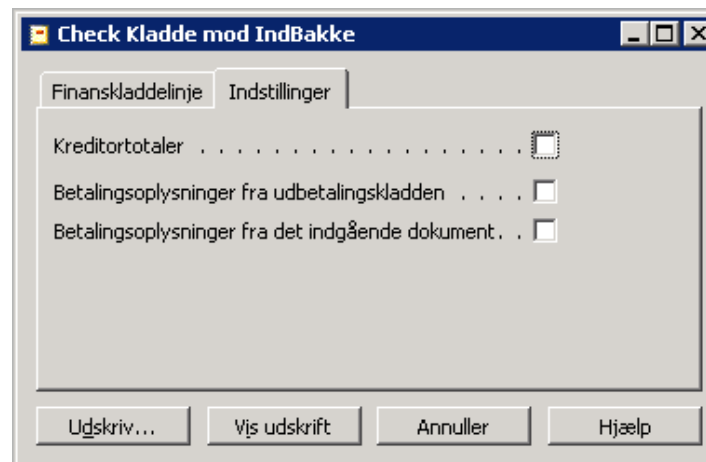 Check Kladde mod IndBakke
Finanskladdelinje Indstillinger
Kreditortotaler . . . . . . . . . . . . . . . . . .
Betalingsoplysninger fra udbetalingskladden . . . .
Betalingsoplysninger fra det indgående dokument. .
Udskriv... Vis udskrift Annuller Hjælp